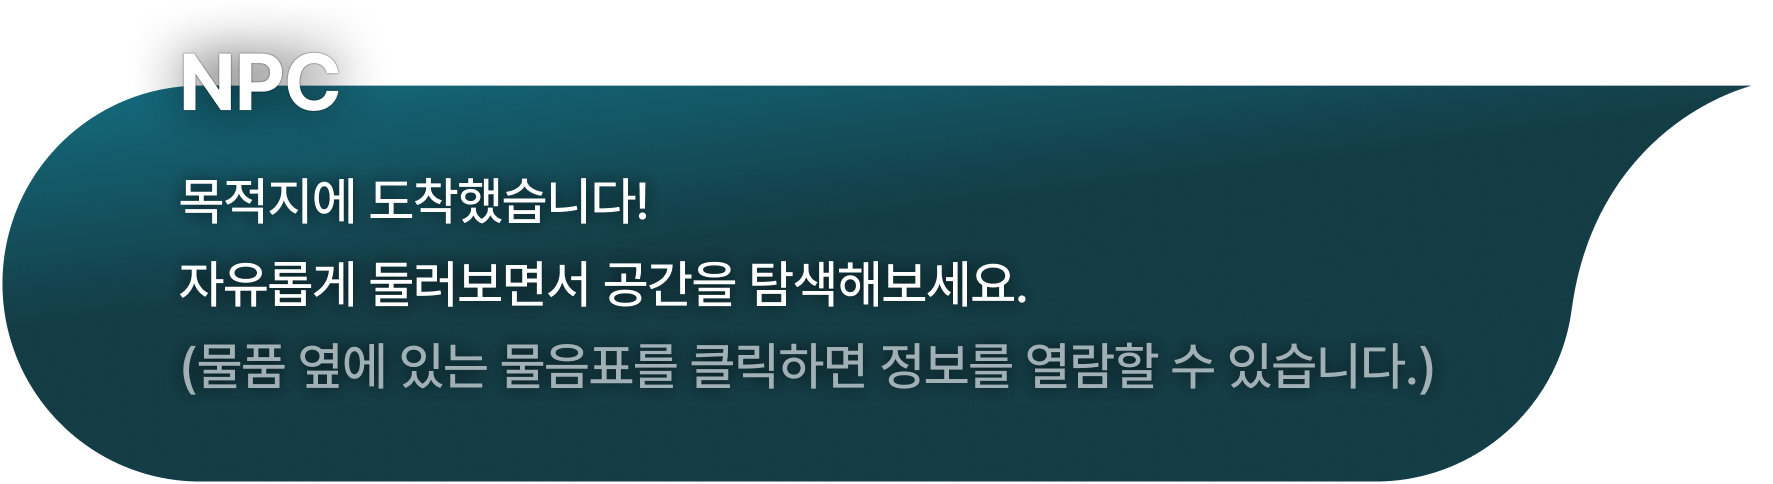 NPC
목적지에 도착했습니다!
자유롭게 둘러보면서 공간을 탐색해보세요.
(물품 옆에 있는 물음표를 클릭하면 정보를 열람할 수 있습니다.)